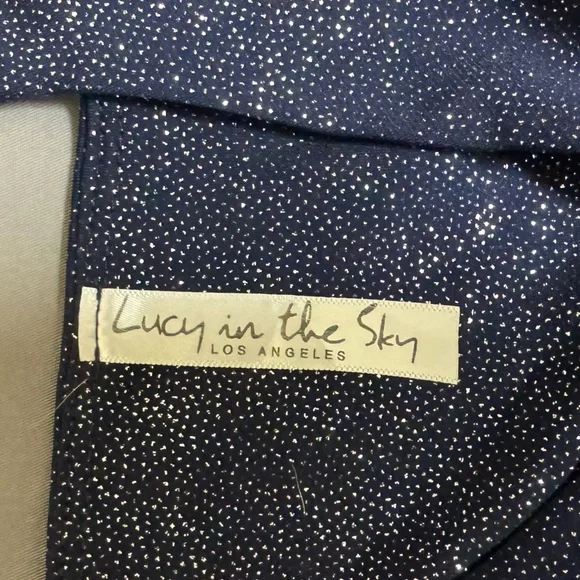 Lucy in the Sky
LOS ANGELES